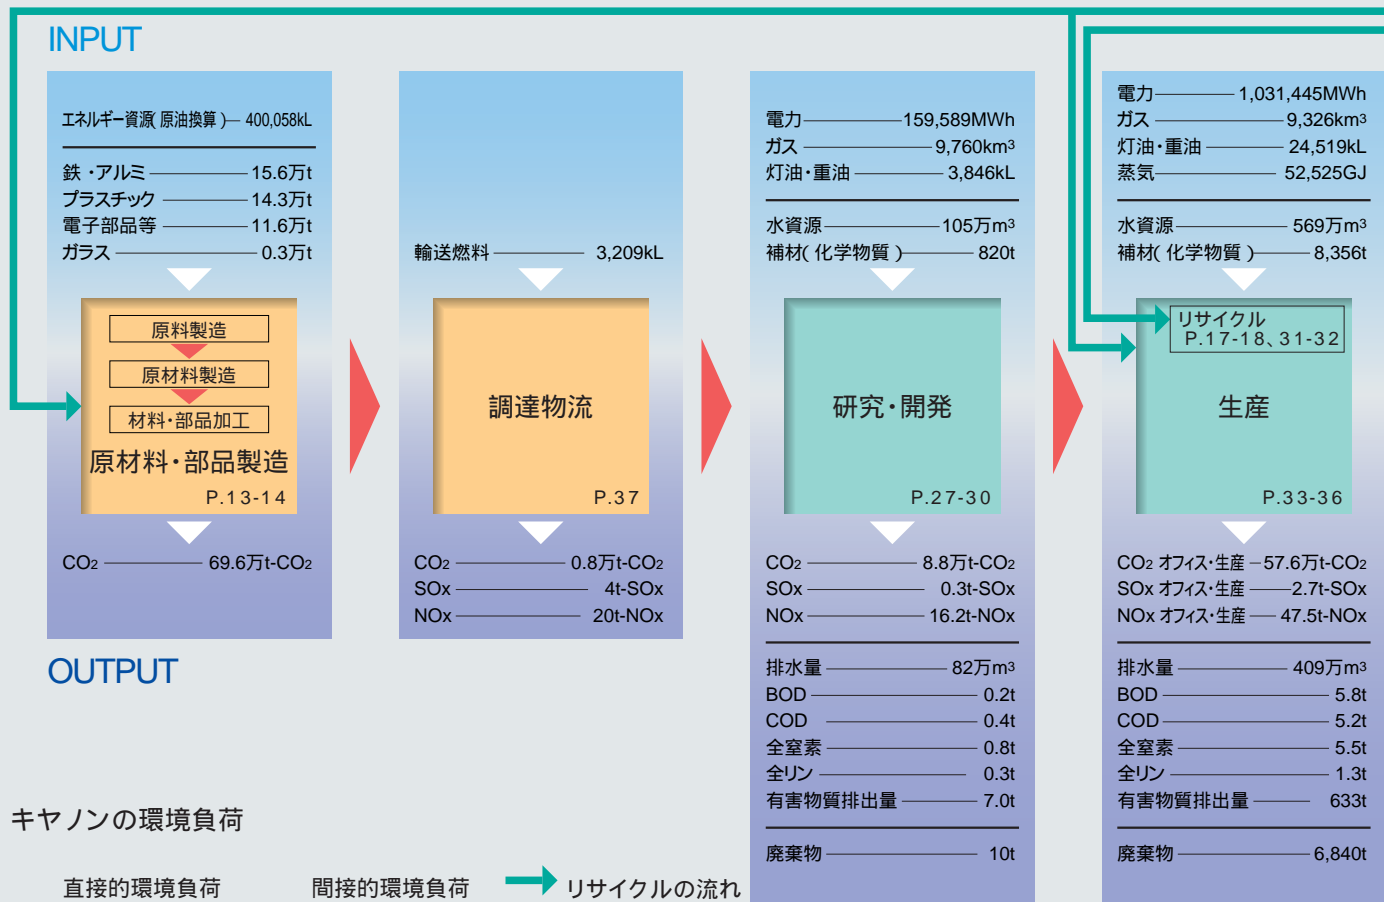 INPUT
エネルギー資源(原油換算) 400,058kL
鉄・アルミ 15.6万t
プラスチック 14.3万t
電子部品等 11.6万t
ガラス 0.3万t
原料製造
原材料製造
材料・部品加工
原材料・部品製造
P.13-14
CO2 69.6万t-CO2
輸送燃料 3,209kL
調達物流
P.37
CO2 0.8万t-CO2
SOx 4t-SOx
NOx 20t-NOx
電力 159,589MWh
ガス 9,760km3
灯油・重油 3,846kL
水資源 105万m3
補材(化学物質) 820t
研究・開発
P.27-30
CO2 8.8万t-CO2
SOx 0.3t-SOx
NOx 16.2t-NOx
排水量 82万m3
BOD 0.2t
COD 0.4t
全窒素 0.8t
全リン 0.3t
有害物質排出量 7.0t
廃棄物 10t
電力 1,031,445MWh
ガス 9,326km3
灯油・重油 24,519kL
蒸気 52,525GJ
水資源 569万m3
補材(化学物質) 8,356t
リサイクル
P.17-18、31-32
生産
P.33-36
CO2 オフィス・生産 57.6万t-CO2
SOx オフィス・生産 2.7t-SOx
NOx オフィス・生産 47.5t-NOx
排水量 409万m3
BOD 5.8t
COD 5.2t
全窒素 5.5t
全リン 1.3t
有害物質排出量 633t
廃棄物 6,840t
OUTPUT
キヤノンの環境負荷
直接的環境負荷 間接的環境負荷 リサイクルの流れ